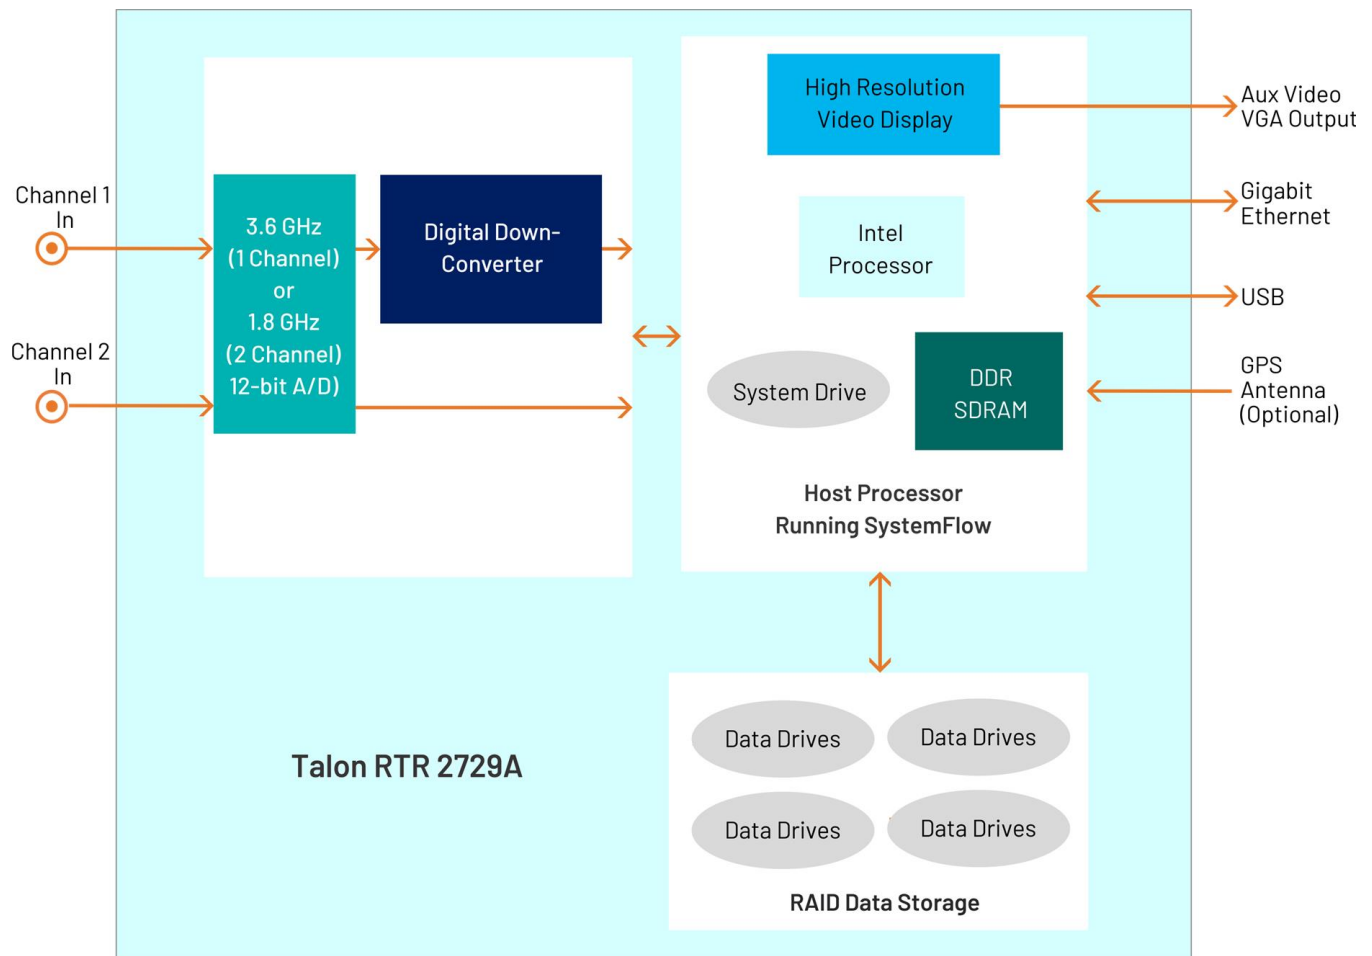 Channel 1
In
Channel 2
In
3.6 GHz
(1 Channel)
or
1.8 GHz
(2 Channel)
12-bit A/D)
Digital Down-
Converter
High Resolution
Video Display
Intel
Processor
System Drive
DDR
SDRAM
Host Processor
Running SystemFlow
Aux Video
VGA Output
Gigabit
Ethernet
USB
GPS
Antenna
(Optional)
Talon RTR 2729A
Data Drives
Data Drives
Data Drives
Data Drives
RAID Data Storage